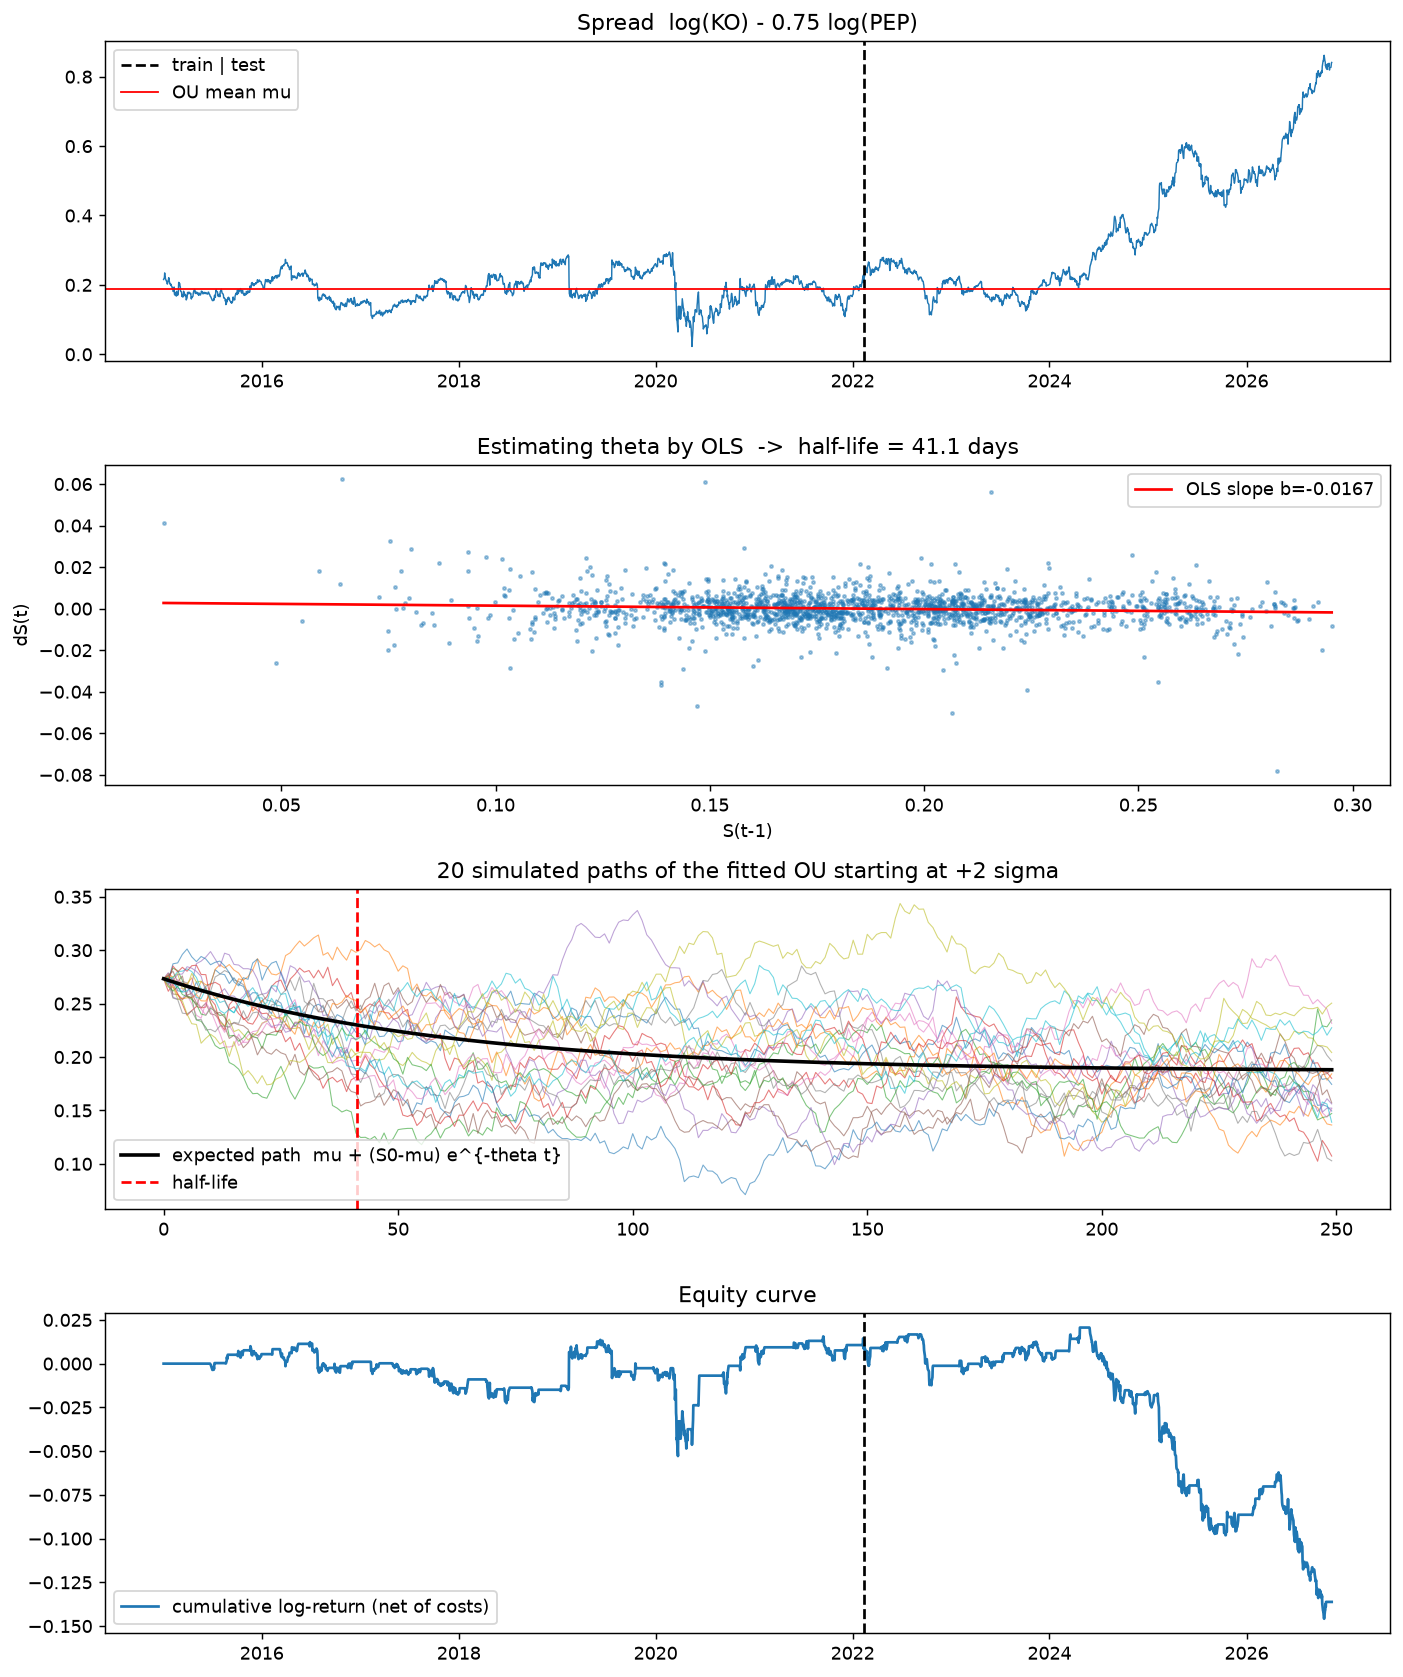 Spread  log(KO) - 0.75 log(PEP)
train | test
OU mean mu
0.8
0.6
0.4
0.2
0.0
2016 2018 2020 2022 2024 2026
Estimating theta by OLS  ->  half-life = 41.1 days
OLS slope b=-0.0167
0.06
0.04
0.02
0.00
−0.02
−0.04
−0.06
−0.08
dS(t)
0.05 0.10 0.15 0.20 0.25 0.30
S(t-1)
20 simulated paths of the fitted OU starting at +2 sigma
0.35
0.30
0.25
0.20
0.15
0.10
expected path  mu + (S0-mu) e^{-theta t}
half-life
0 50 100 150 200 250
Equity curve
0.025
0.000
−0.025
−0.050
−0.075
−0.100
−0.125
−0.150
cumulative log-return (net of costs)
2016 2018 2020 2022 2024 2026